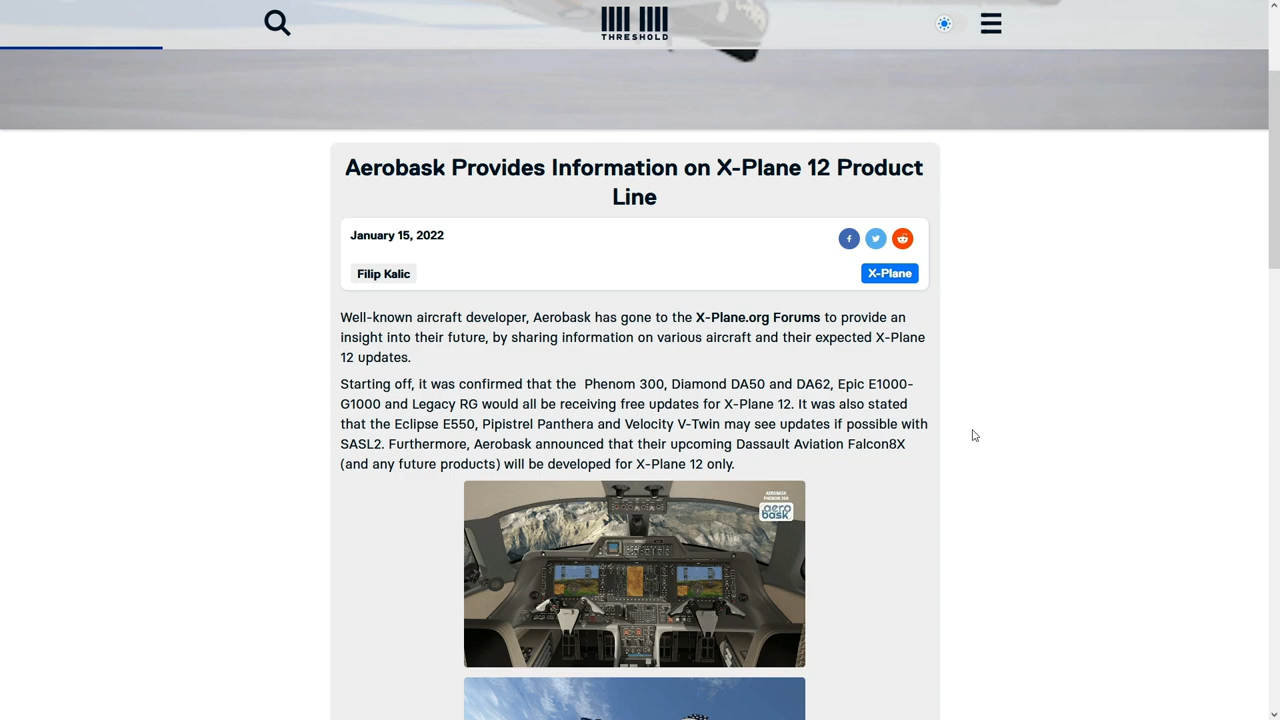 THRESHOLD
Aerobask Provides Information on X-Plane 12 Product
Line
January 15, 2022
Filip Kalic
X-Plane
Well-known aircraft developer, Aerobask has gone to the X-Plane.org Forums to provide an
insight into their future, by sharing information on various aircraft and their expected X-Plane
12 updates.
Starting off, it was confirmed that the  Phenom 300, Diamond DA50 and DA62, Epic E1000-
G1000 and Legacy RG would all be receiving free updates for X-Plane 12. It was also stated
that the Eclipse E550, Pipistrel Panthera and Velocity V-Twin may see updates if possible with
SASL2. Furthermore, Aerobask announced that their upcoming Dassault Aviation Falcon8X
(and any future products) will be developed for X-Plane 12 only.
AEROBASK
PHENOM 300
aero
bask